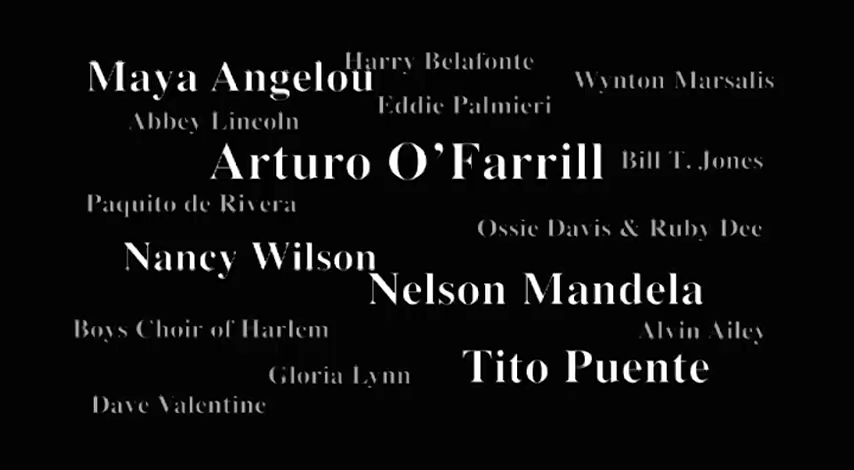 Harry Belafonte
Maya Angelou
Wynton Marsalis
Eddie Palmieri
Abbey Lincoln
Arturo O'Farrill
Bill T. Jones
Paquito de Rivera
Ossie Davis & Ruby Dee
Nancy Wilson
Nelson Mandela
Boys Choir of Harlem
Alvin Ailey
Tito Puente
Gloria Lynn
Dave Valentine